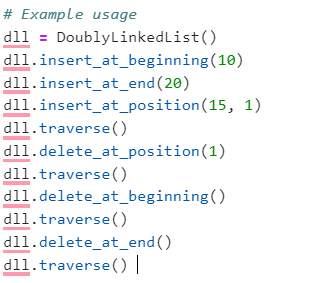 # Example usage
dll = DoublyLinkedList()
dll.insert_at_beginning(10)
dll.insert_at_end(20)
dll.insert_at_position(15, 1)
dll.traverse()
dll.delete_at_position(1)
dll.traverse()
dll.delete_at_beginning()
dll.traverse()
dll.delete_at_end()
dll.traverse()